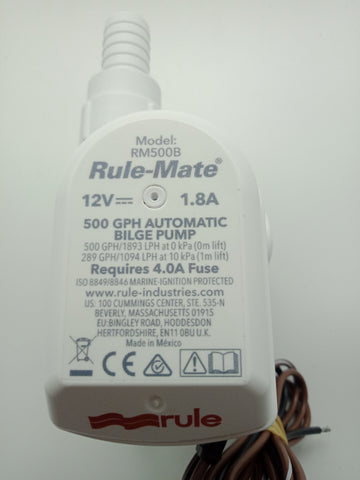 Model:
RM500B
Rule-Mate®
12V 1.8A
500 GPH AUTOMATIC
BILGE PUMP
500 GPH/1893 LPH at 0 kPa (0m lift)
289 GPH/1094 LPH at 10 kPa (1m lift)
Requires 4.0A Fuse
ISO 8849/8846 MARINE-IGNITION PROTECTED
www.rule-industries.com
US: 100 CUMMINGS CENTER, STE. 535-N
BEVERLY, MASSACHUSETTS 01915
EU:BINGLEY ROAD, HODDESDON
HERTFORDSHIRE, EN11 0BU U.K.
Made in México
CE
rule